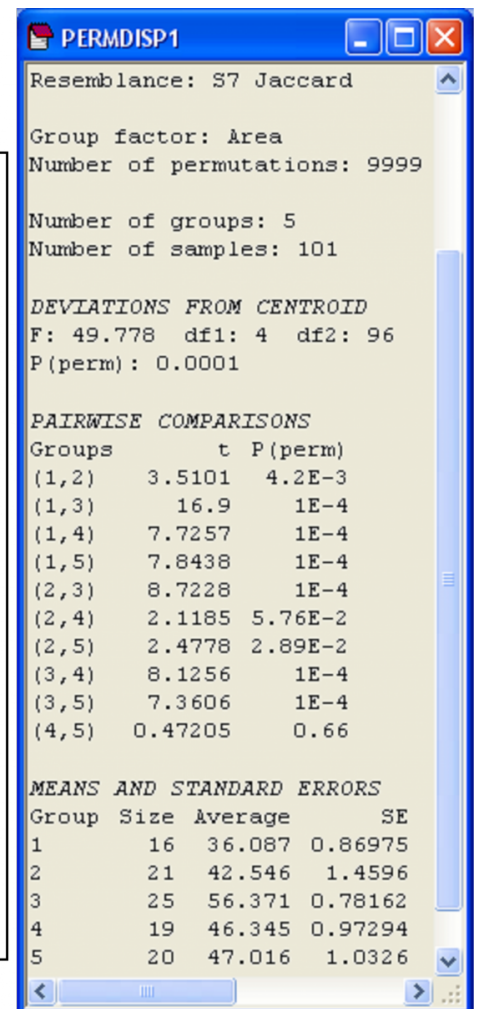 PERMDISP1
Resemblance: S7 Jaccard
Group factor: Area
Number of permutations: 9999
Number of groups: 5
Number of samples: 101
DEVIATIONS FROM CENTROID
F: 49.778 df1: 4 df2: 96
P(perm): 0.0001
PAIRWISE COMPARISONS
Groups t P(perm)
(1,2) 3.5101 4.2E-3
(1,3) 16.9 1E-4
(1,4) 7.7257 1E-4
(1,5) 7.8438 1E-4
(2,3) 8.7228 1E-4
(2,4) 2.1185 5.76E-2
(2,5) 2.4778 2.89E-2
(3,4) 8.1256 1E-4
(3,5) 7.3606 1E-4
(4,5) 0.47205 0.66
MEANS AND STANDARD ERRORS
Group Size Average SE
1 16 36.087 0.86975
2 21 42.546 1.4596
3 25 56.371 0.78162
4 19 46.345 0.97294
5 20 47.016 1.0326